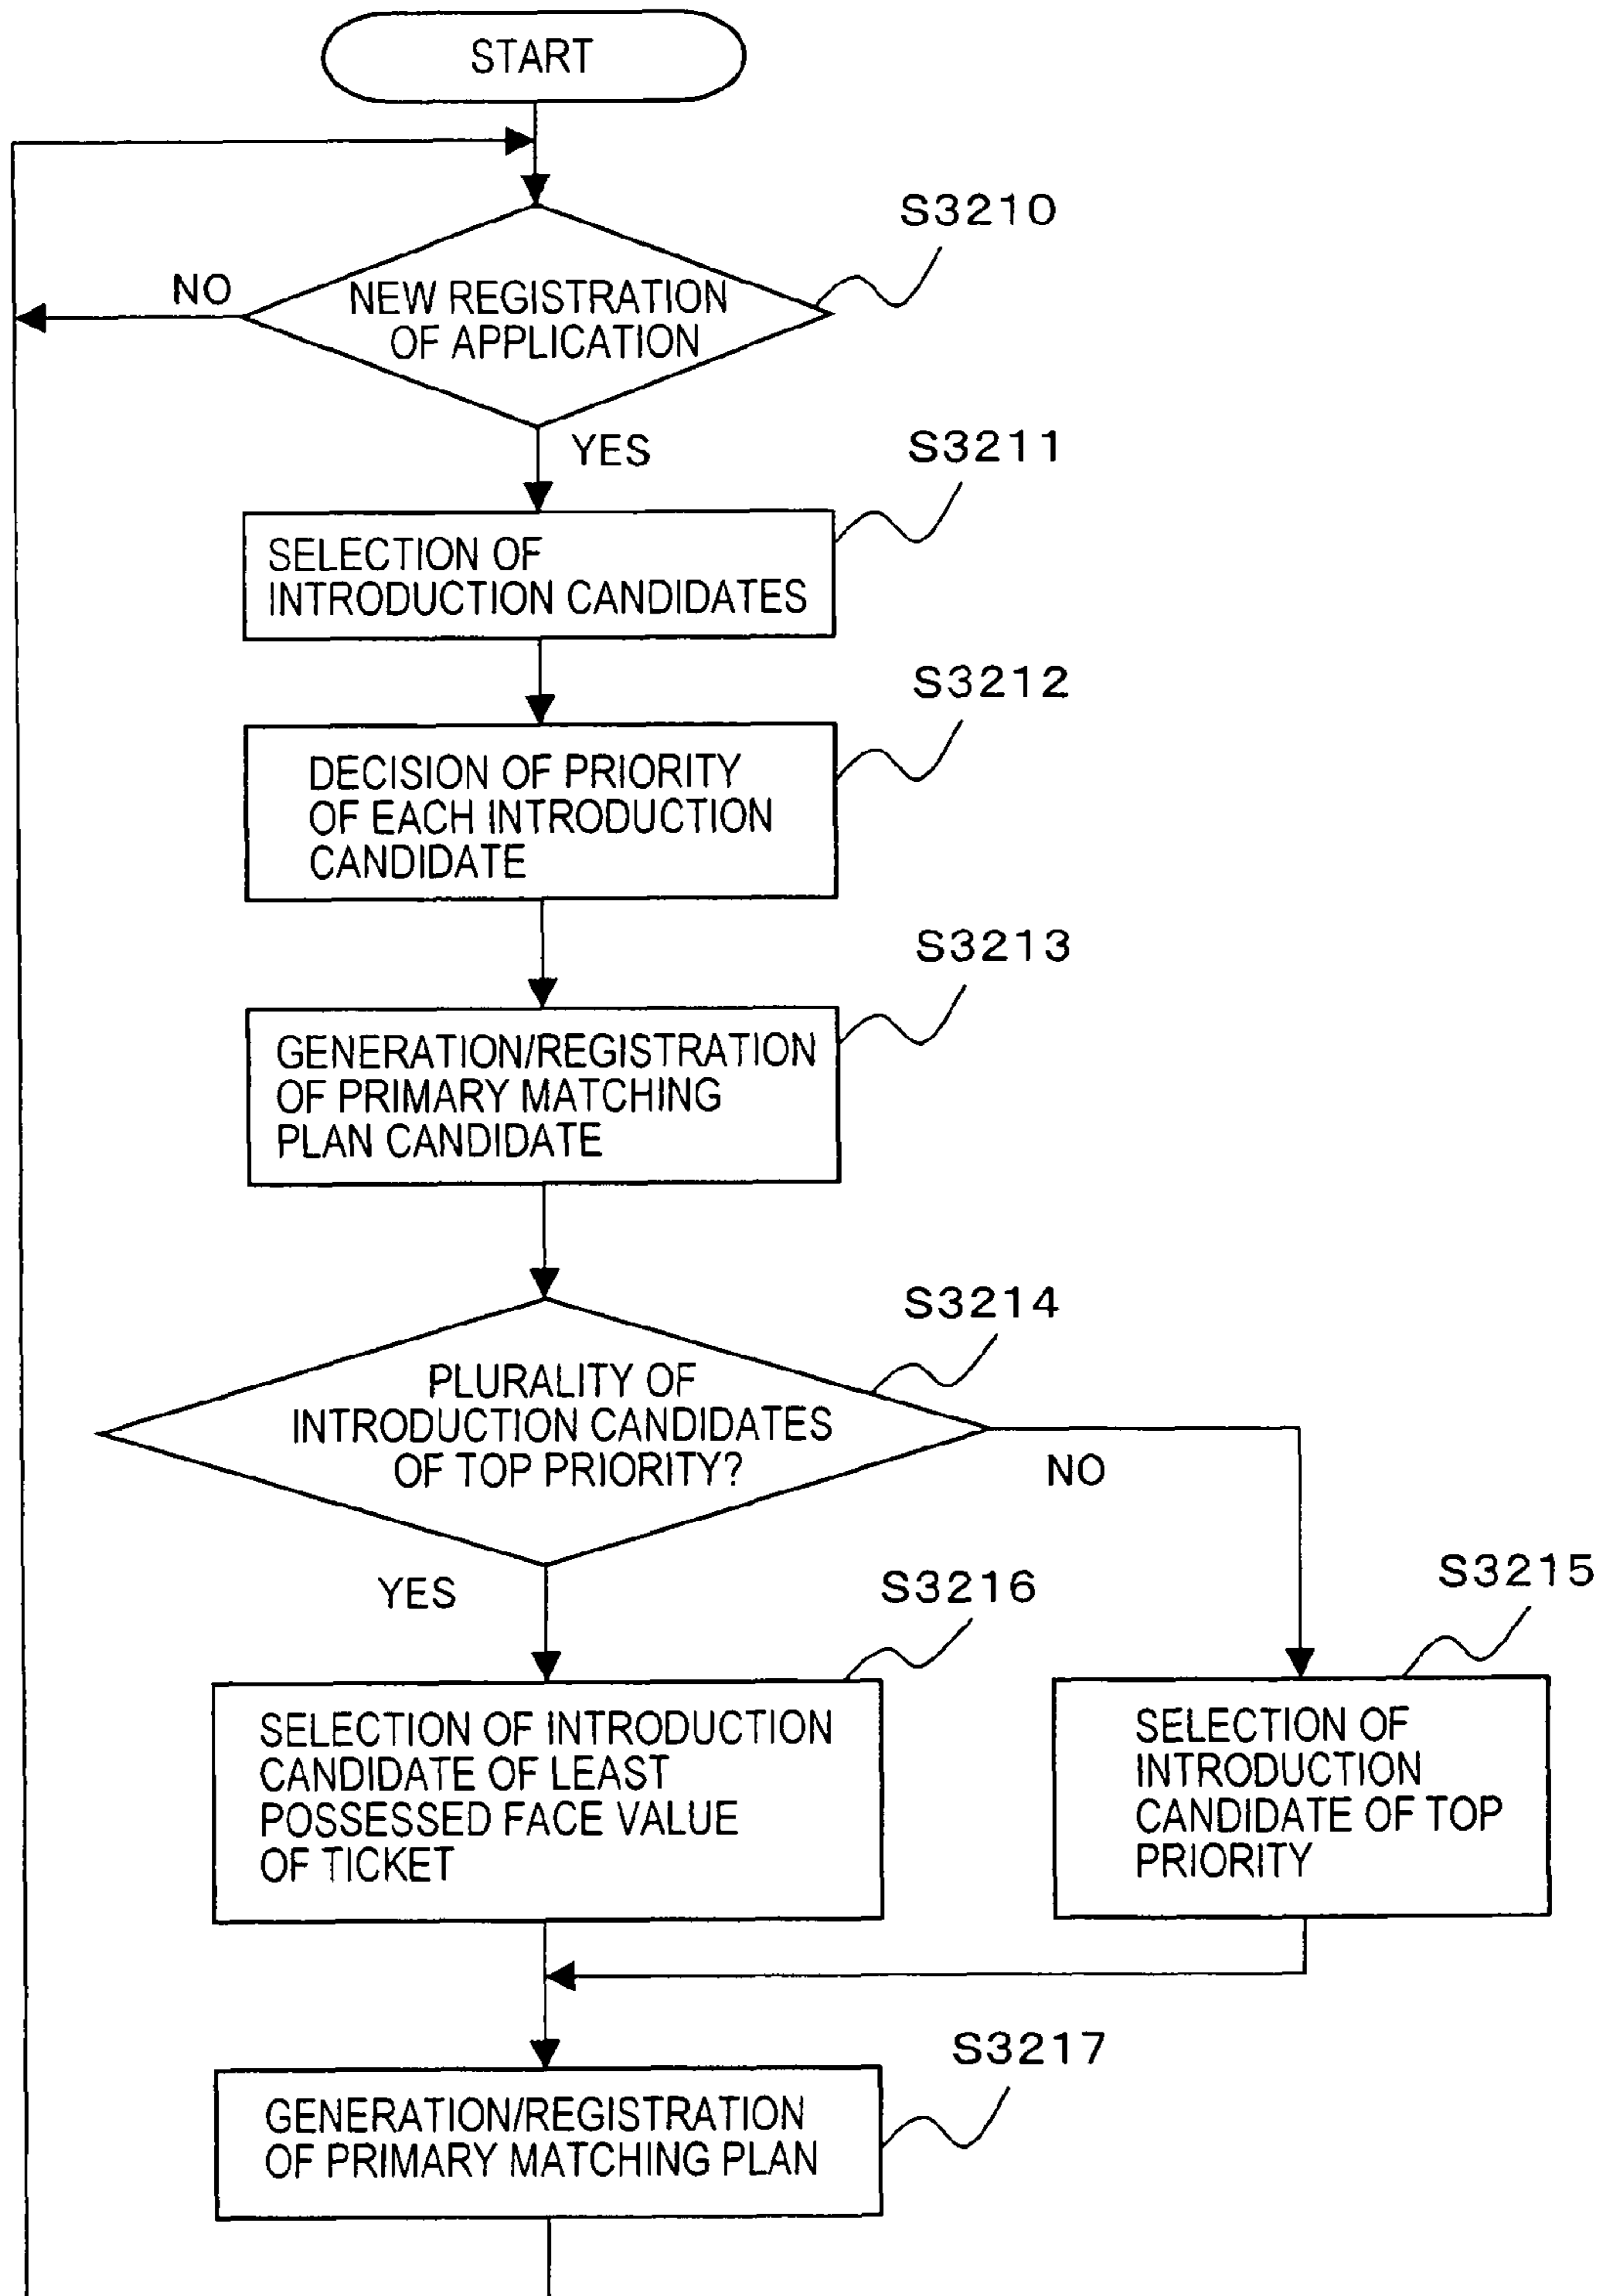 START
S3210
NO
NEW REGISTRATION
OF APPLICATION
YES
S3211
SELECTION OF
INTRODUCTION CANDIDATES
S3212
DECISION OF PRIORITY
OF EACH INTRODUCTION
CANDIDATE
S3213
GENERATION/REGISTRATION
OF PRIMARY MATCHING
PLAN CANDIDATE
S3214
PLURALITY OF
INTRODUCTION CANDIDATES
OF TOP PRIORITY?
NO
YES
S3216
S3215
SELECTION OF INTRODUCTION
CANDIDATE OF LEAST
POSSESSED FACE VALUE
OF TICKET
SELECTION OF
INTRODUCTION
CANDIDATE OF TOP
PRIORITY
S3217
GENERATION/REGISTRATION
OF PRIMARY MATCHING PLAN